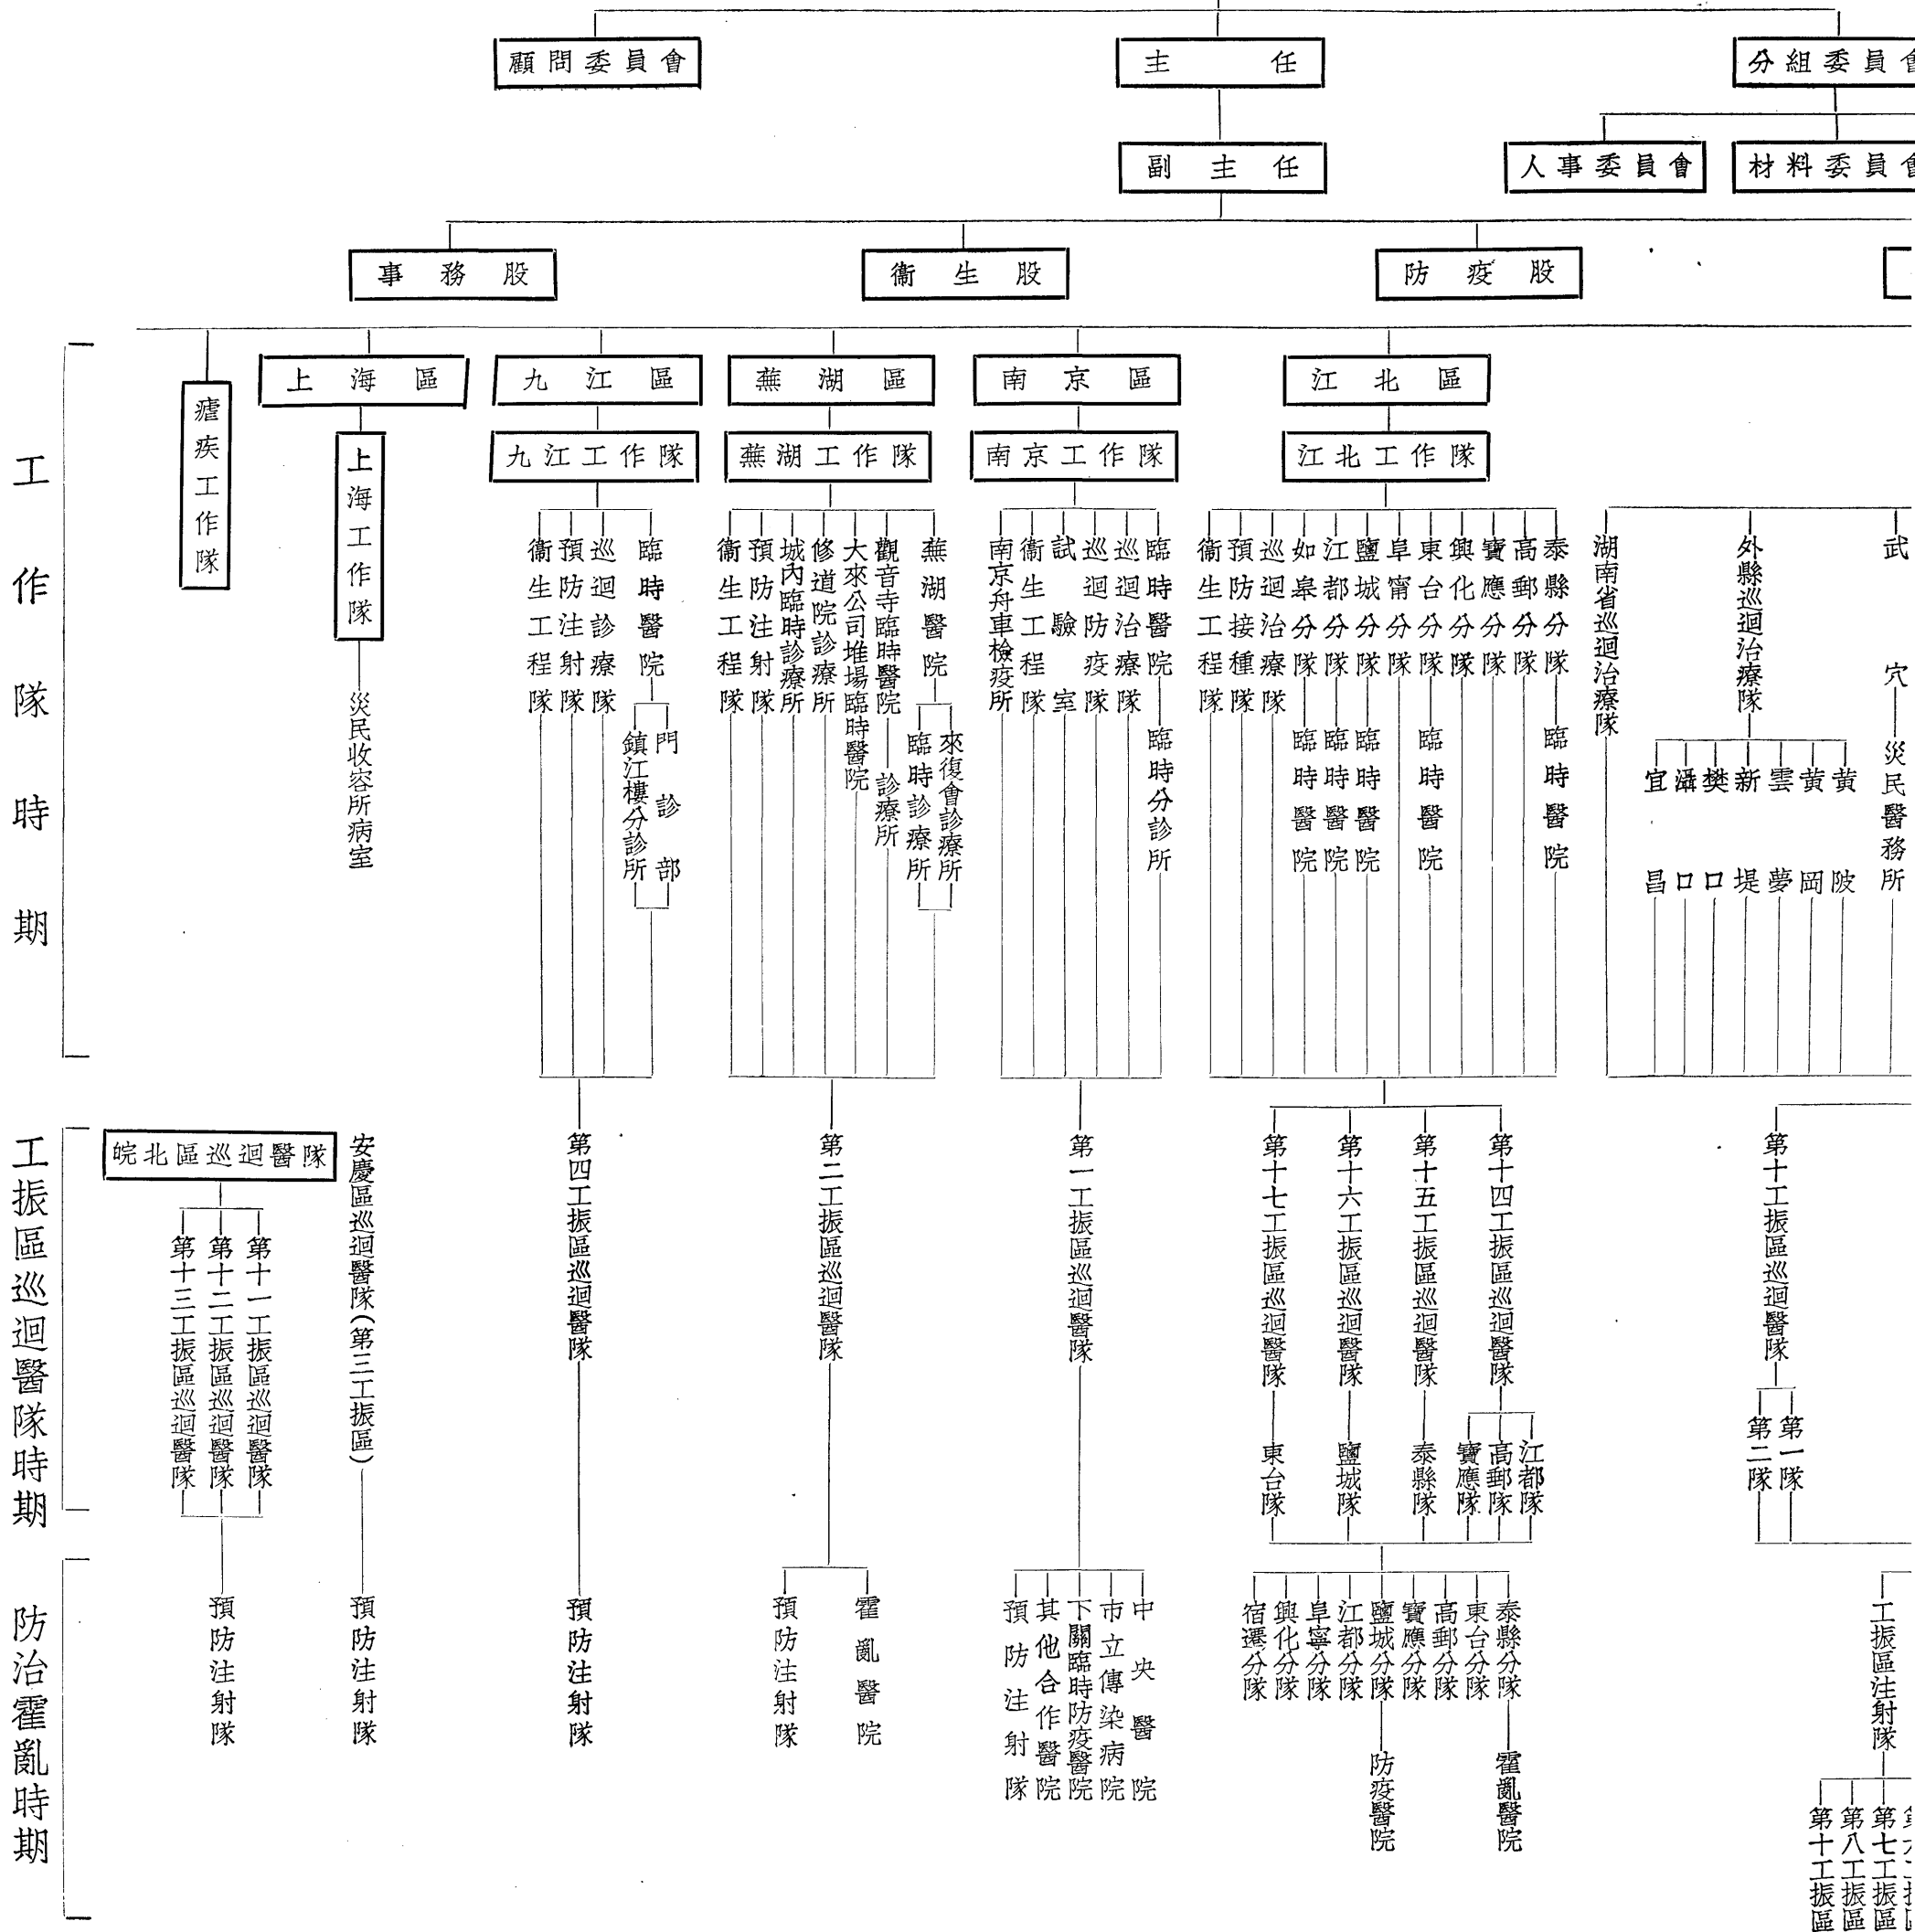 顧問委員會
主任
分組委員會
副主任
人事委員會
材料委員會
事務股
衞生股
防疫股
工作隊時期
瘧疾工作隊
上海區
上海工作隊
災民收容所病室
九江區
九江工作隊
臨時醫院
門診部
鎮江樓分診所
巡迴診療隊
預防注射隊
衞生工程隊
蕪湖區
蕪湖工作隊
蕪湖醫院
來復會診療所
臨時診療所
觀音寺臨時醫院
診療所
大來公司堆場臨時醫院
修道院診療所
城內臨時診療所
預防注射隊
衞生工程隊
南京區
南京工作隊
臨時醫院
臨時分診所
巡迴治療隊
巡迴防疫隊
試驗室
衞生工程隊
南京舟車檢疫所
江北區
江北工作隊
泰縣分隊
臨時醫院
高郵分隊
寶應分隊
興化分隊
東台分隊
臨時醫院
阜甯分隊
鹽城分隊
臨時醫院
江都分隊
臨時醫院
如皋分隊
臨時醫院
巡迴治療隊
預防接種隊
衞生工程隊
武穴
災民醫務所
外縣巡迴治療隊
黃陂
黃岡
雲夢
新堤
樊口
灄口
宜昌
湖南省巡迴治療隊
工振區巡迴醫隊時期
皖北區巡迴醫隊
第十一工振區巡迴醫隊
第十二工振區巡迴醫隊
第十三工振區巡迴醫隊
安慶區巡迴醫隊(第三工振區)
第四工振區巡迴醫隊
第二工振區巡迴醫隊
第一工振區巡迴醫隊
第十四工振區巡迴醫隊
江都隊
高郵隊
寶應隊
第十五工振區巡迴醫隊
泰縣隊
第十六工振區巡迴醫隊
鹽城隊
第十七工振區巡迴醫隊
東台隊
第十工振區巡迴醫隊
第一隊
第二隊
防治霍亂時期
預防注射隊
預防注射隊
預防注射隊
霍亂醫院
預防注射隊
中央醫院
市立傳染病院
下關臨時防疫醫院
其他合作醫院
預防注射隊
泰縣分隊
霍亂醫院
東台分隊
高郵分隊
寶應分隊
鹽城分隊
防疫醫院
江都分隊
阜寧分隊
興化分隊
宿遷分隊
工振區注射隊
第七工振區
第八工振區
第十工振區